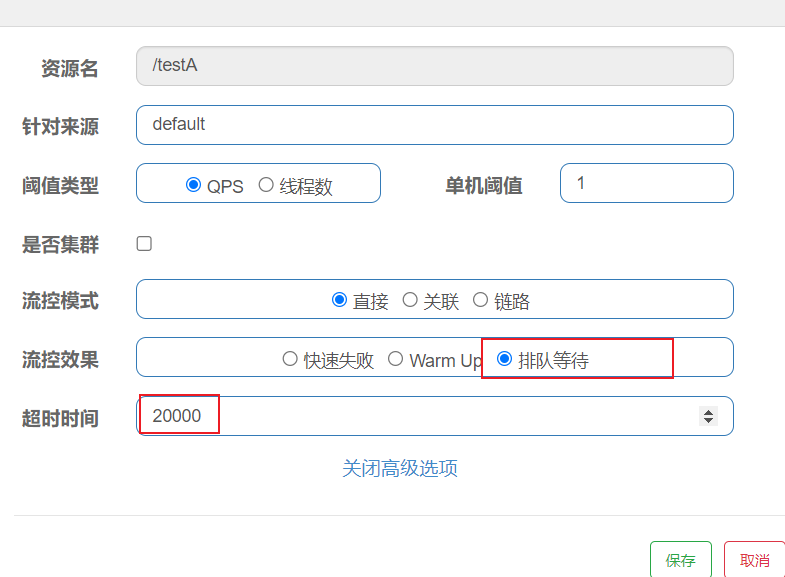 资源名 /testA
针对来源 default
阈值类型 QPS 线程数 单机阈值 1
是否集群
流控模式 直接 关联 链路
流控效果 快速失败 Warm Up 排队等待
超时时间 20000
关闭高级选项
保存 取消